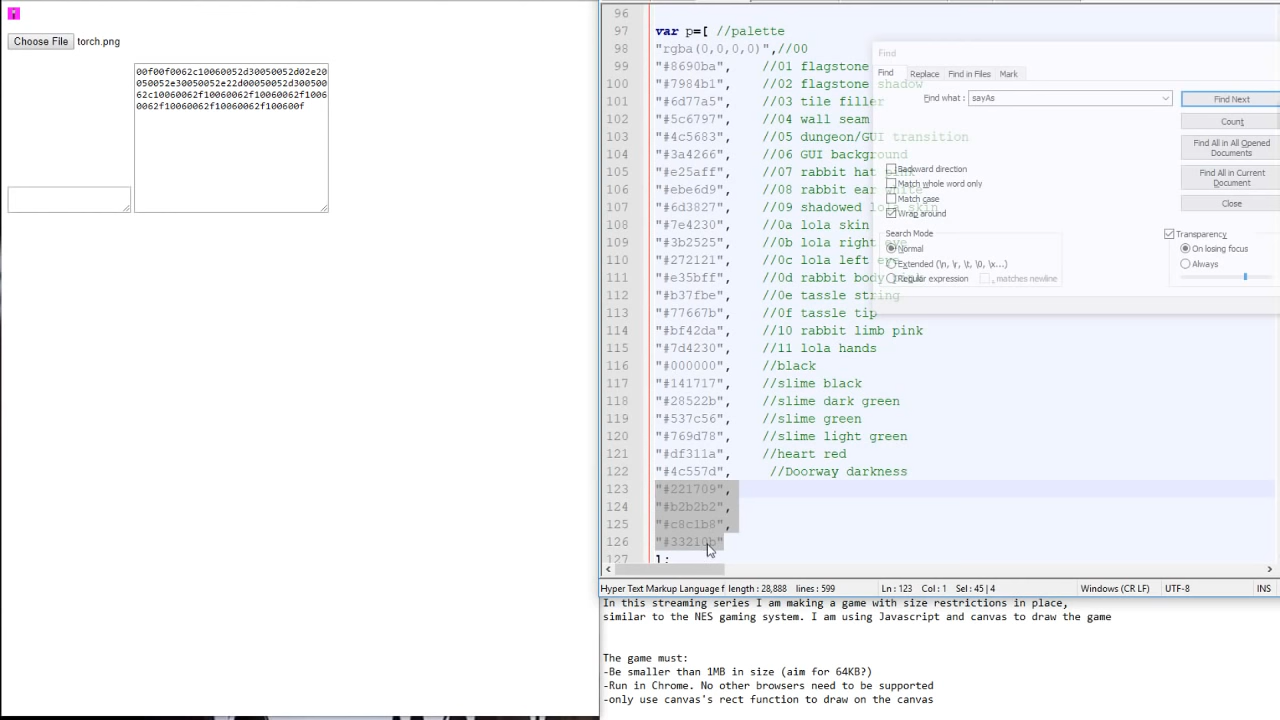 Choose File torch.png
00f00f0062c10060052d30050052d02e20
050052e30050052e22d00050052d300500
62c10060062f10060062f10060062f1006
0062f10060062f10060062f100600f
96
97 var p=[ //palette
98 "rgba(0,0,0,0)",//00
99 "#8690ba", //01 flagstone
100 "#7984b1", //02 flagstone shadow
101 "#6d77a5", //03 tile filler
102 "#5c6797", //04 wall seam
103 "#4c5683", //05 dungeon/GUI transition
104 "#3a4266", //06 GUI background
105 "#e25aff", //07 rabbit hat pink
106 "#ebe6d9", //08 rabbit ear white
107 "#6d3827", //09 shadowed lola skin
108 "#7e4230", //0a lola skin
109 "#3b2525", //0b lola right eye
110 "#272121", //0c lola left eye
111 "#e35bff", //0d rabbit body
112 "#b37fbe", //0e tassle string
113 "#77667b", //0f tassle tip
114 "#bf42da", //10 rabbit limb pink
115 "#7d4230", //11 lola hands
116 "#000000", //black
117 "#141717", //slime black
118 "#28522b", //slime dark green
119 "#537c56", //slime green
120 "#769d78", //slime light green
121 "#df311a", //heart red
122 "#4c557d", //Doorway darkness
123 "#221709",
124 "#b2b2b2",
125 "#c8c1b8",
126 "#33210b"
127 ];
Find
Find Replace Find in Files Mark
Find what : sayAs
Find Next
Count
Find All in All Opened Documents
Find All in Current Document
Close
Backward direction
Match whole word only
Match case
Wrap around
Search Mode
Normal
Extended (\n, \r, \t, \0, \x...)
Regular expression
. matches newline
Transparency
On losing focus
Always
Hyper Text Markup Language f length : 28,888 lines : 599 Ln : 123 Col : 1 Sel : 45 | 4 Windows (CR LF) UTF-8 INS
In this streaming series I am making a game with size restrictions in place,
similar to the NES gaming system. I am using Javascript and canvas to draw the game
The game must:
-Be smaller than 1MB in size (aim for 64KB?)
-Run in Chrome. No other browsers need to be supported
-only use canvas's rect function to draw on the canvas